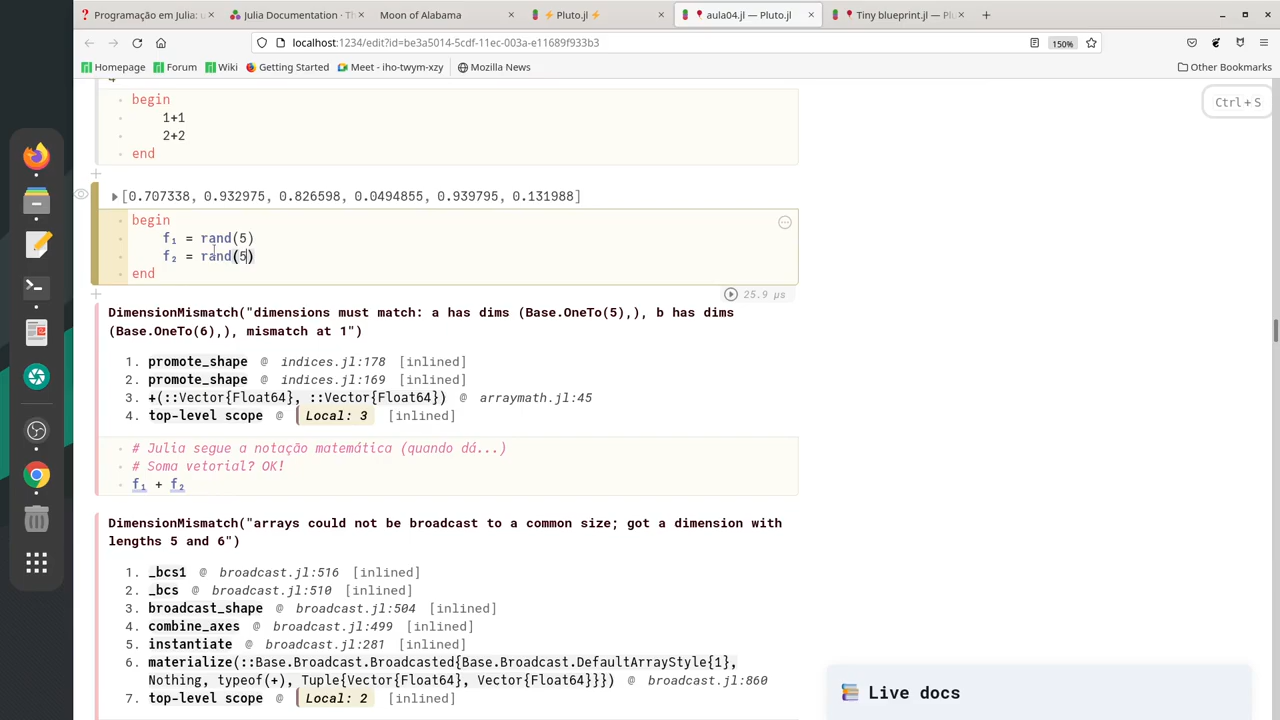 Programação em Julia: u
Julia Documentation · Th
Moon of Alabama
⚡ Pluto.jl ⚡
aula04.jl — Pluto.jl
Tiny blueprint.jl — Plu
localhost:1234/edit?id=be3a5014-5cdf-11ec-003a-e11689f933b3
150%
Homepage
Forum
Wiki
Getting Started
Meet - iho-twym-xzy
Mozilla News
Other Bookmarks
Ctrl + S
begin
1+1
2+2
end
[0.707338, 0.932975, 0.826598, 0.0494855, 0.939795, 0.131988]
begin
f₁ = rand(5)
f₂ = rand(5)
end
25.9 μs
DimensionMismatch("dimensions must match: a has dims (Base.OneTo(5),), b has dims
(Base.OneTo(6),), mismatch at 1")
1. promote_shape @ indices.jl:178 [inlined]
2. promote_shape @ indices.jl:169 [inlined]
3. +(::Vector{Float64}, ::Vector{Float64}) @ arraymath.jl:45
4. top-level scope @ Local: 3 [inlined]
# Julia segue a notação matemática (quando dá...)
# Soma vetorial? OK!
f₁ + f₂
DimensionMismatch("arrays could not be broadcast to a common size; got a dimension with
lengths 5 and 6")
1. _bcs1 @ broadcast.jl:516 [inlined]
2. _bcs @ broadcast.jl:510 [inlined]
3. broadcast_shape @ broadcast.jl:504 [inlined]
4. combine_axes @ broadcast.jl:499 [inlined]
5. instantiate @ broadcast.jl:281 [inlined]
6. materialize(::Base.Broadcast.Broadcasted{Base.Broadcast.DefaultArrayStyle{1},
Nothing, typeof(+), Tuple{Vector{Float64}, Vector{Float64}}}) @ broadcast.jl:860
7. top-level scope @ Local: 2 [inlined]
Live docs